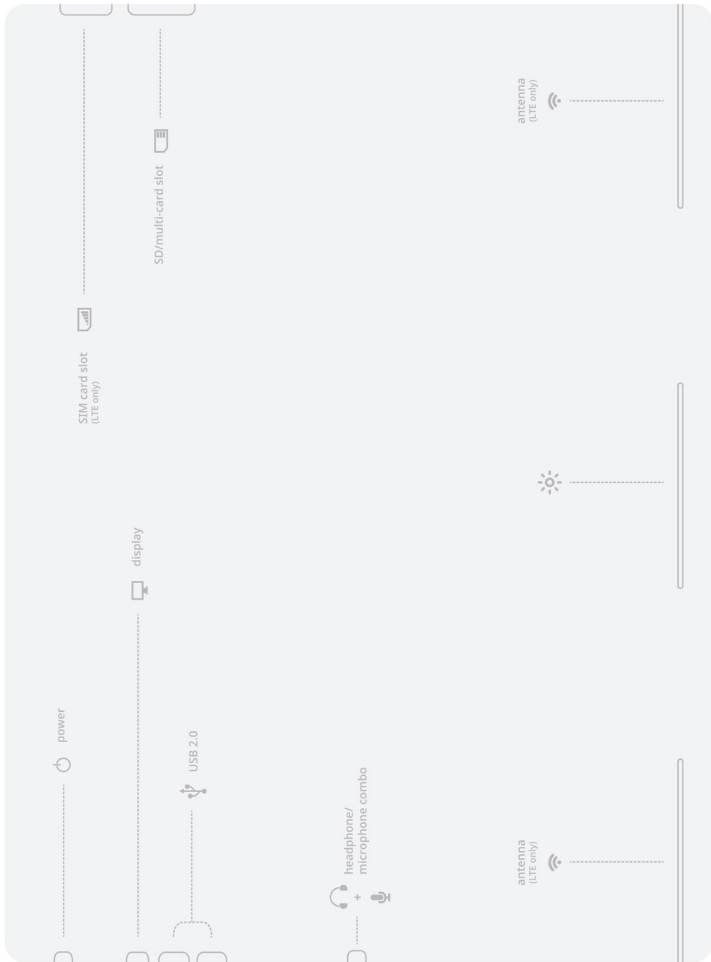 antenna
(LTE only)
SD/multi-card slot
SIM card slot
(LTE only)
display
power
USB 2.0
headphone/
microphone combo
+
antenna
(LTE only)